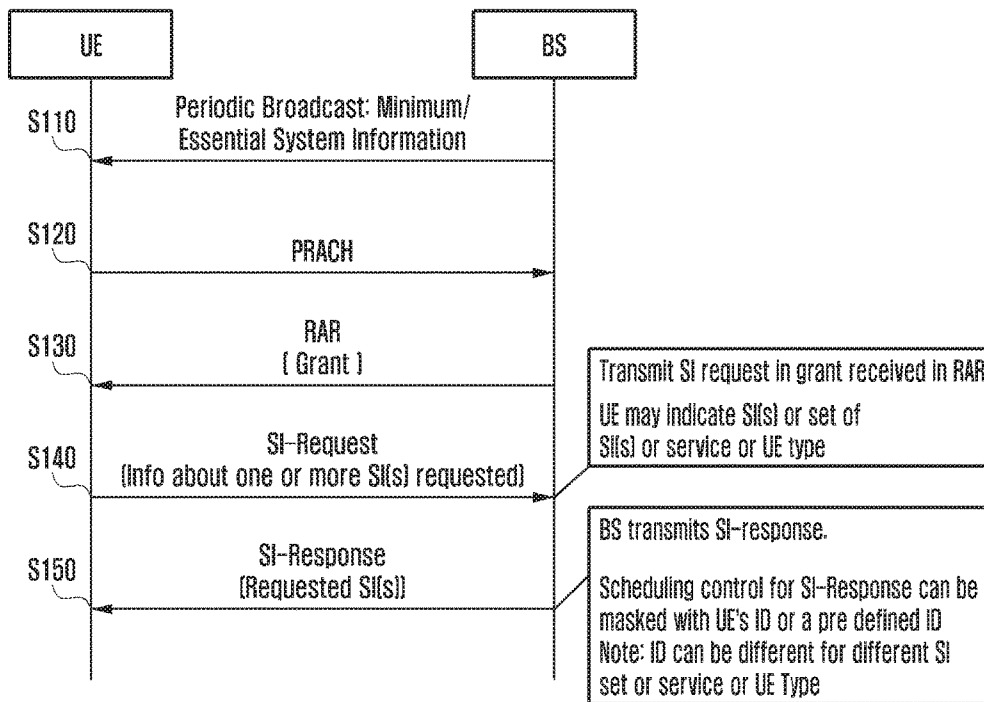 UE
BS
S110
Periodic Broadcast: Minimum/
Essential System Information
S120
PRACH
S130
RAR
( Grant )
Transmit SI request in grant received in RAR
UE may indicate SI(s) or set of
SI(s) or service or UE type
S140
SI-Request
(Info about one or more SI(s) requested)
BS transmits SI-response.
S150
SI-Response
(Requested SI(s))
Scheduling control for SI-Response can be
masked with UE's ID or a pre defined ID
Note: ID can be different for different SI
set or service or UE Type